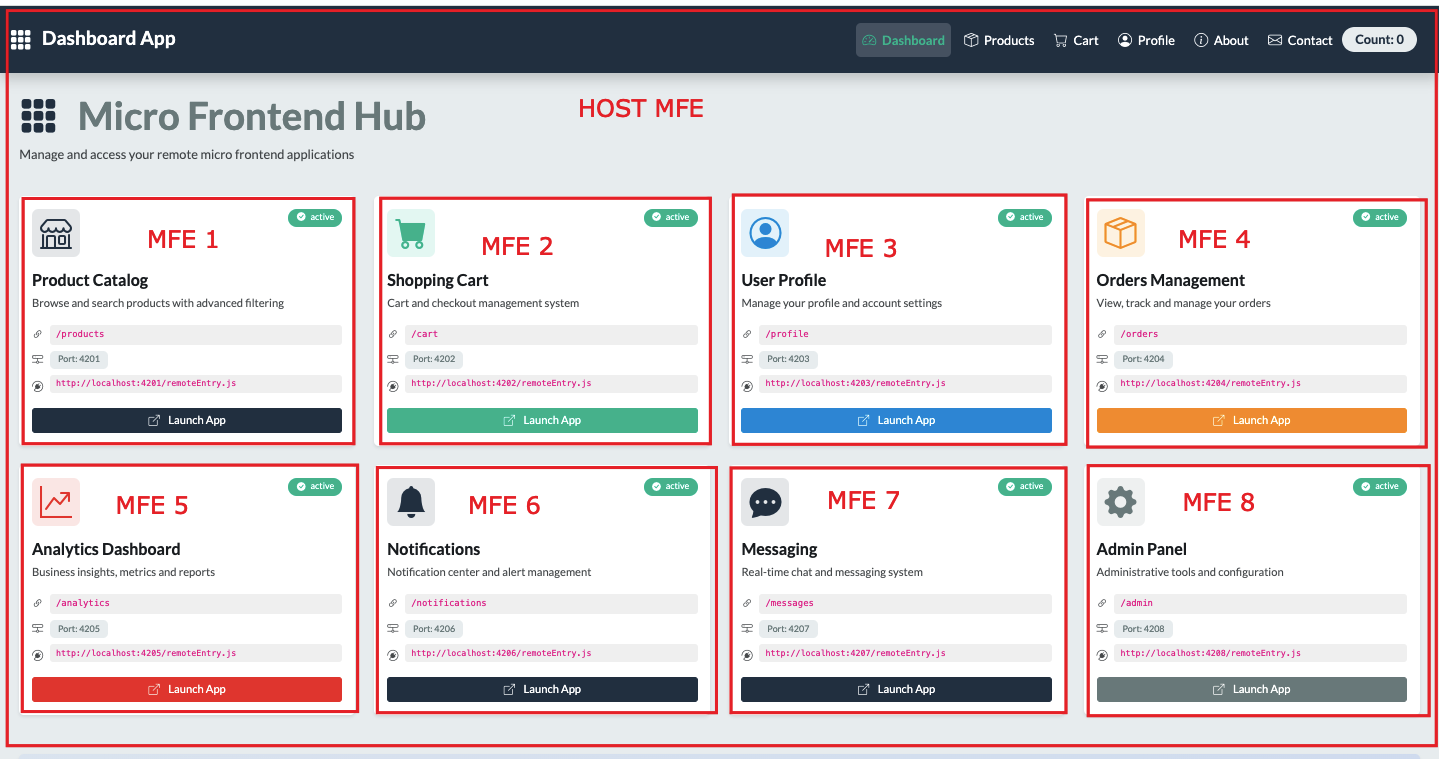 Dashboard App
Dashboard Products Cart Profile About Contact Count: 0
Micro Frontend Hub
HOST MFE
Manage and access your remote micro frontend applications
MFE 1
active
Product Catalog
Browse and search products with advanced filtering
/products
Port: 4201
http://localhost:4201/remoteEntry.js
Launch App
MFE 2
active
Shopping Cart
Cart and checkout management system
/cart
Port: 4202
http://localhost:4202/remoteEntry.js
Launch App
MFE 3
active
User Profile
Manage your profile and account settings
/profile
Port: 4203
http://localhost:4203/remoteEntry.js
Launch App
MFE 4
active
Orders Management
View, track and manage your orders
/orders
Port: 4204
http://localhost:4204/remoteEntry.js
Launch App
MFE 5
active
Analytics Dashboard
Business insights, metrics and reports
/analytics
Port: 4205
http://localhost:4205/remoteEntry.js
Launch App
MFE 6
active
Notifications
Notification center and alert management
/notifications
Port: 4206
http://localhost:4206/remoteEntry.js
Launch App
MFE 7
active
Messaging
Real-time chat and messaging system
/messages
Port: 4207
http://localhost:4207/remoteEntry.js
Launch App
MFE 8
active
Admin Panel
Administrative tools and configuration
/admin
Port: 4208
http://localhost:4208/remoteEntry.js
Launch App